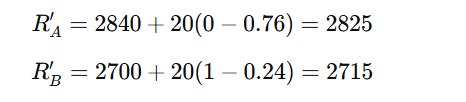 R′_A = 2840 + 20(0 − 0.76) = 2825
R′_B = 2700 + 20(1 − 0.24) = 2715